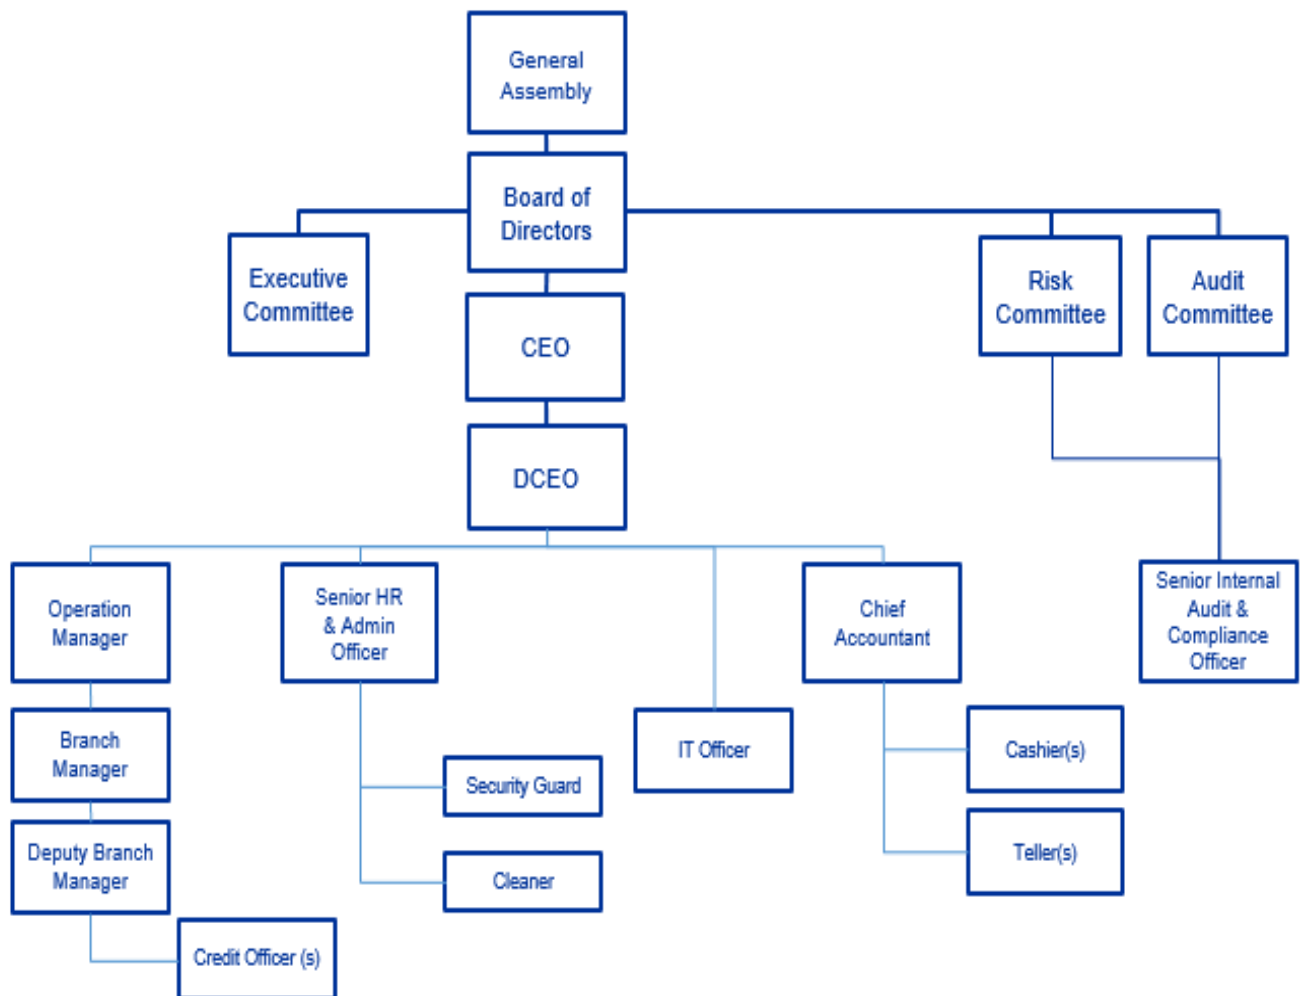 General
Assembly
Board of
Directors
Executive
Committee
Risk
Committee
Audit
Committee
CEO
DCEO
Operation
Manager
Senior HR
& Admin
Officer
Chief
Accountant
Senior Internal
Audit &
Compliance
Officer
Branch
Manager
IT Officer
Cashier(s)
Security Guard
Deputy Branch
Manager
Teller(s)
Cleaner
Credit Officer (s)